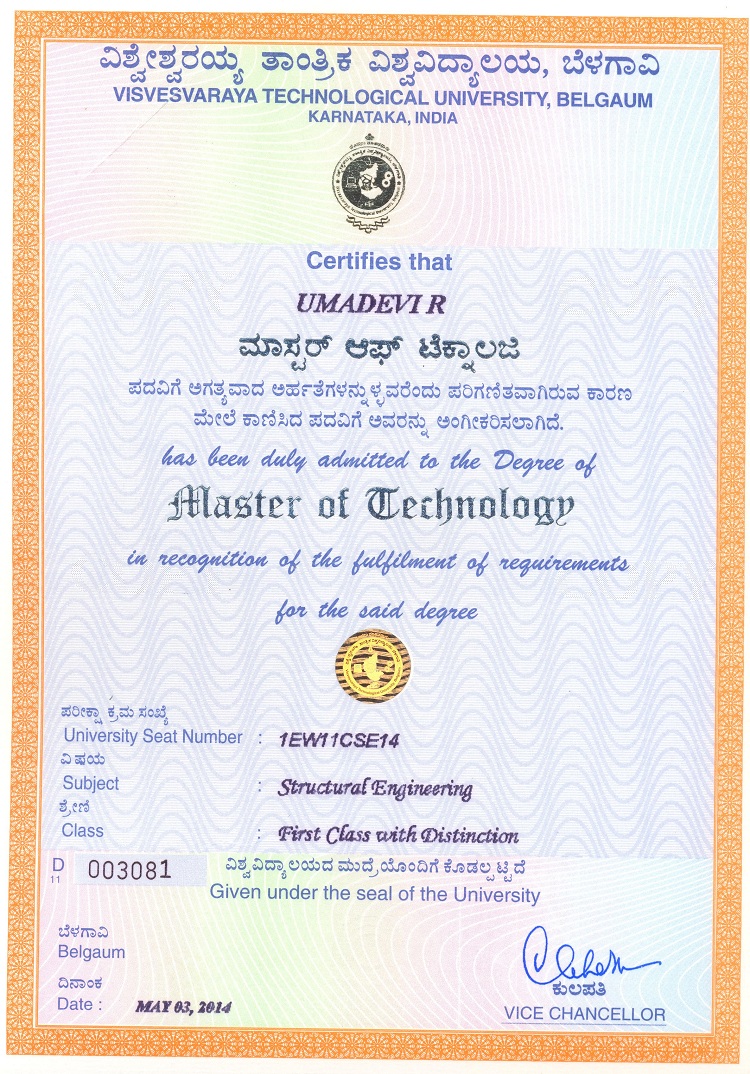 ವಿಶ್ವೇಶ್ವರಯ್ಯ ತಾಂತ್ರಿಕ ವಿಶ್ವವಿದ್ಯಾಲಯ, ಬೆಳಗಾವಿ
VISVESVARAYA TECHNOLOGICAL UNIVERSITY, BELGAUM
KARNATAKA, INDIA
Certifies that
UMADEVI R
ಮಾಸ್ಟರ್ ಆಫ್ ಟೆಕ್ನಾಲಜಿ
ಪದವಿಗೆ ಅಗತ್ಯವಾದ ಅರ್ಹತೆಗಳನ್ನುಳ್ಳವರೆಂದು ಪರಿಗಣಿತವಾಗಿರುವ ಕಾರಣ
ಮೇಲೆ ಕಾಣಿಸಿದ ಪದವಿಗೆ ಅವರನ್ನು ಅಂಗೀಕರಿಸಲಾಗಿದೆ.
has been duly admitted to the Degree of
Master of Technology
in recognition of the fulfilment of requirements
for the said degree
ಪರೀಕ್ಷಾ ಕ್ರಮ ಸಂಖ್ಯೆ
University Seat Number : 1EW11CSE14
ವಿಷಯ
Subject : Structural Engineering
ಶ್ರೇಣಿ
Class : First Class with Distinction
D 11 003081 ವಿಶ್ವವಿದ್ಯಾಲಯದ ಮುದ್ರೆಯೊಂದಿಗೆ ಕೊಡಲ್ಪಟ್ಟಿದೆ
Given under the seal of the University
ಬೆಳಗಾವಿ
Belgaum
ದಿನಾಂಕ
Date : MAY 03, 2014
ಕುಲಪತಿ
VICE CHANCELLOR